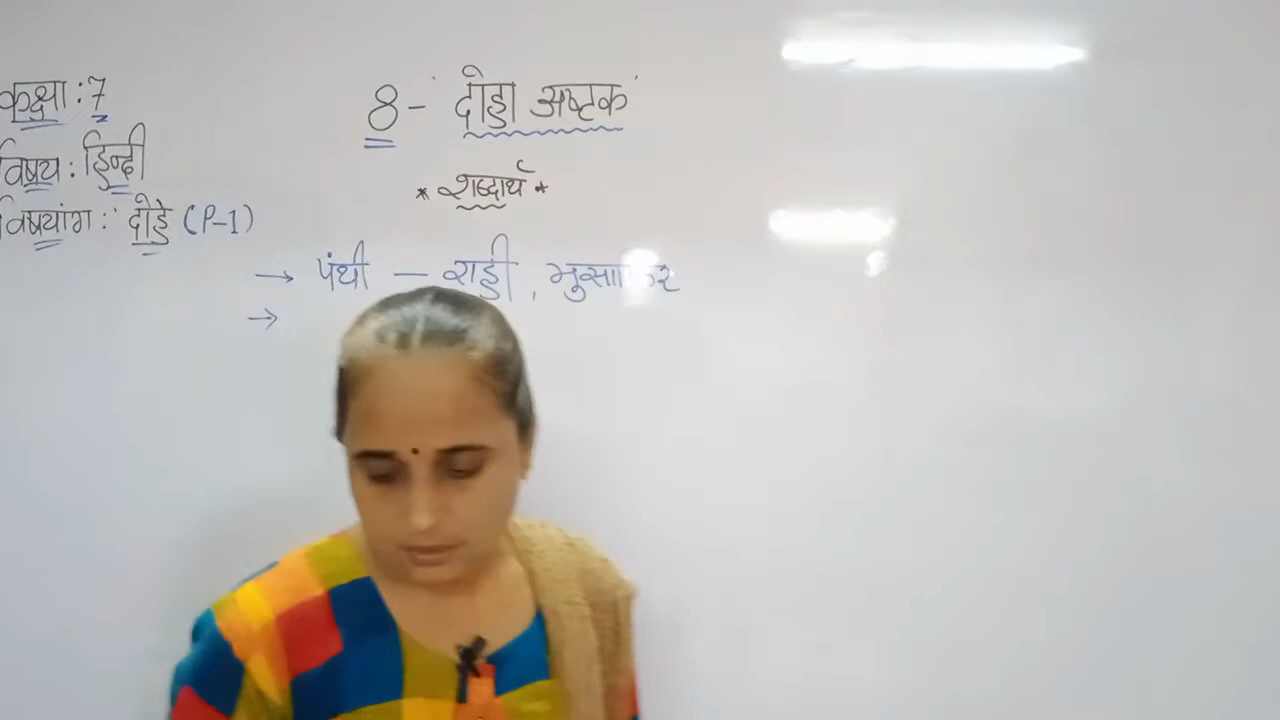 कक्षा : 7
विषय : हिन्दी
विषयांग : दोहे (P-1)
8 - 'दोहा अष्टक'
* शब्दार्थ *
→ पंथी – राही, मुसाफिर
→